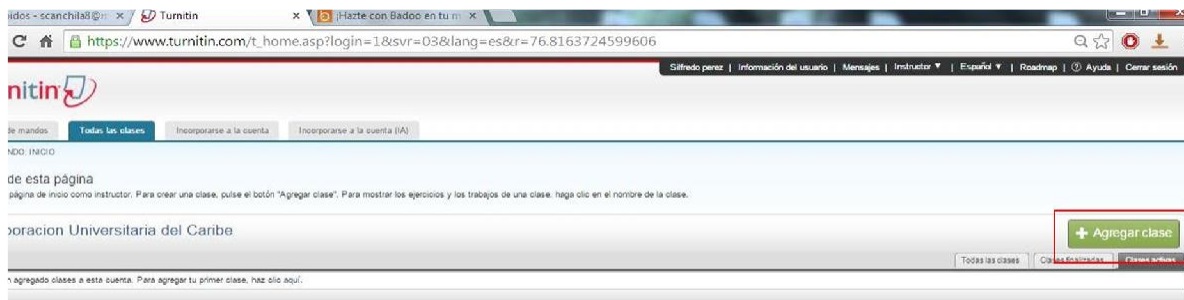 idos - scanchila8@n × Turnitin × ¡Hazte con Badoo en tu m ×
https://www.turnitin.com/t_home.asp?login=1&svr=03&lang=es&r=76.8163724599606
Silfredo perez | Información del usuario | Mensajes | Instructor ▼ | Español ▼ | Roadmap | ? Ayuda | Cerrar sesión
nitin
de mandos Todas las clases Incorporarse a la cuenta Incorporarse a la cuenta (IA)
NDO: INICIO
de esta página
página de inicio como instructor. Para crear una clase, pulse el botón "Agregar clase". Para mostrar los ejercicios y los trabajos de una clase, haga clic en el nombre de la clase.
poracion Universitaria del Caribe
+ Agregar clase
Todas las clases Clases finalizadas Clases activas
n agregado clases a esta cuenta. Para agregar tu primer clase, haz clic aquí.